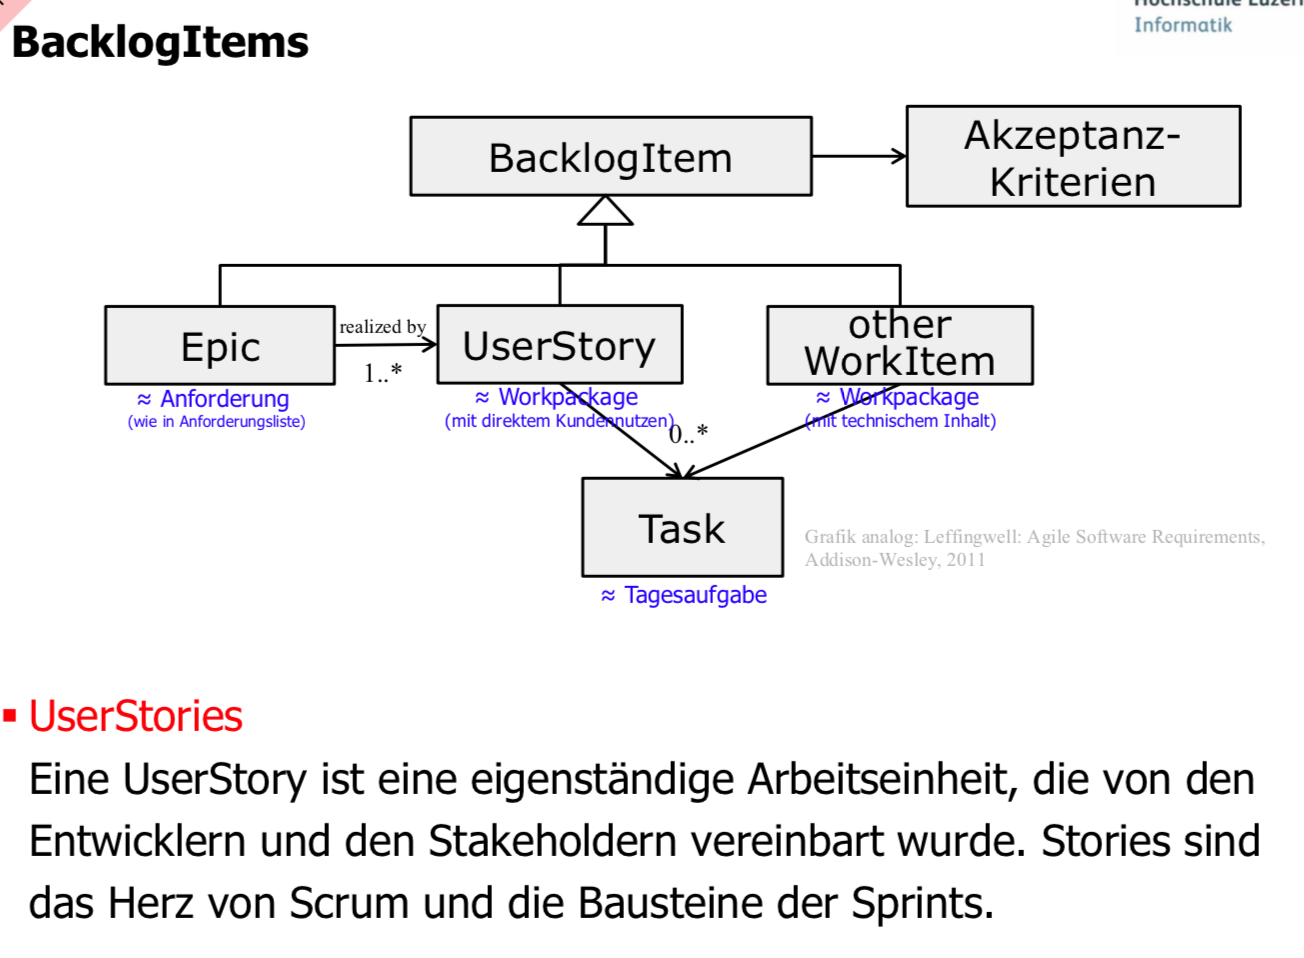 Informatik
BacklogItems
BacklogItem
Akzeptanz-
Kriterien
Epic
realized by
1..*
UserStory
other
WorkItem
≈ Anforderung
(wie in Anforderungsliste)
≈ Workpackage
(mit direktem Kundennutzen)
≈ Workpackage
(mit technischem Inhalt)
0..*
Task
≈ Tagesaufgabe
Grafik analog: Leffingwell: Agile Software Requirements,
Addison-Wesley, 2011
▪ UserStories
Eine UserStory ist eine eigenständige Arbeitseinheit, die von den
Entwicklern und den Stakeholdern vereinbart wurde. Stories sind
das Herz von Scrum und die Bausteine der Sprints.